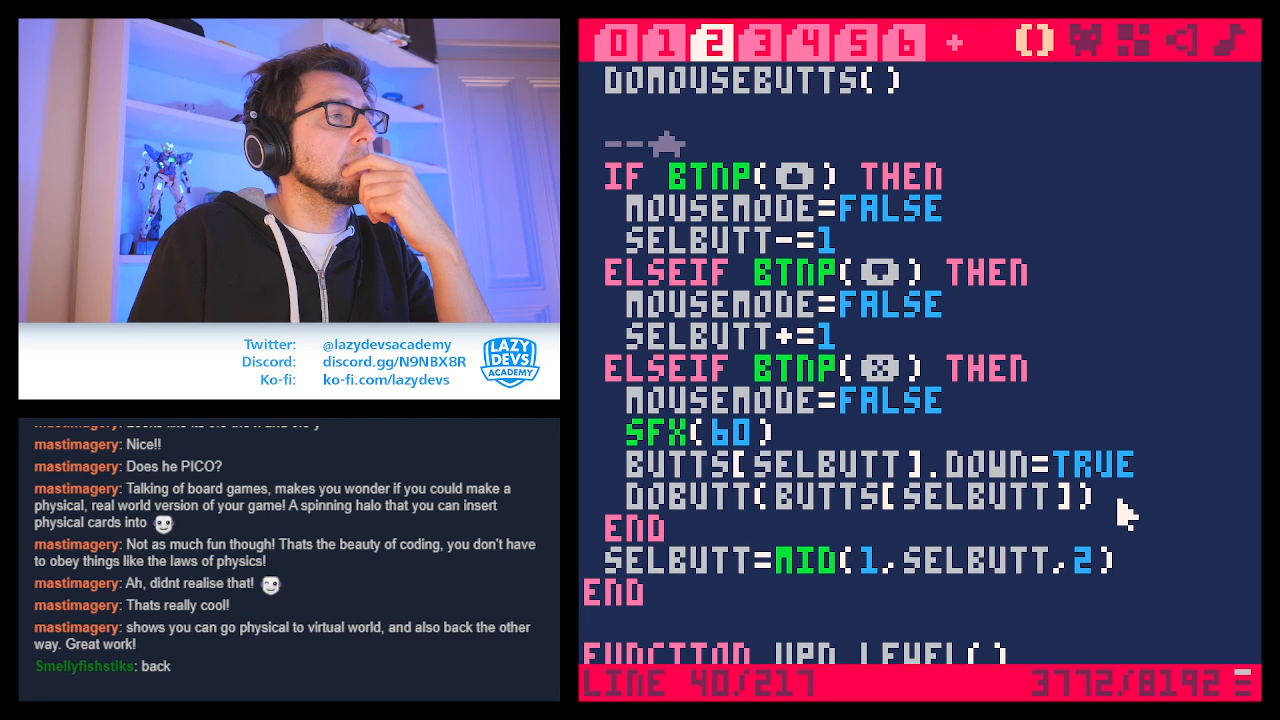 Twitter: @lazydevsacademy
Discord: discord.gg/N9NBX8R
Ko-fi: ko-fi.com/lazydevs
LAZY
DEVS
ACADEMY
mastimagery: Nice!!
mastimagery: Does he PICO?
mastimagery: Talking of board games, makes you wonder if you could make a
physical, real world version of your game! A spinning halo that you can insert
physical cards into
mastimagery: Not as much fun though! Thats the beauty of coding, you don't have
to obey things like the laws of physics!
mastimagery: Ah, didnt realise that!
mastimagery: Thats really cool!
mastimagery: shows you can go physical to virtual world, and also back the other
way. Great work!
Smellyfishstiks: back
0 1 2 3 4 5 6 + ()
DOMOUSEBUTTS()
--
IF BTNP(⬆️) THEN
MOUSEMODE=FALSE
SELBUTT-=1
ELSEIF BTNP(⬇️) THEN
MOUSEMODE=FALSE
SELBUTT+=1
ELSEIF BTNP(❎) THEN
MOUSEMODE=FALSE
SFX(60)
BUTTS[SELBUTT].DOWN=TRUE
DOBUTT(BUTTS[SELBUTT])
END
SELBUTT=MID(1,SELBUTT,2)
END
FUNCTION UPD_LEVEL()
LINE 40/217 3772/8192